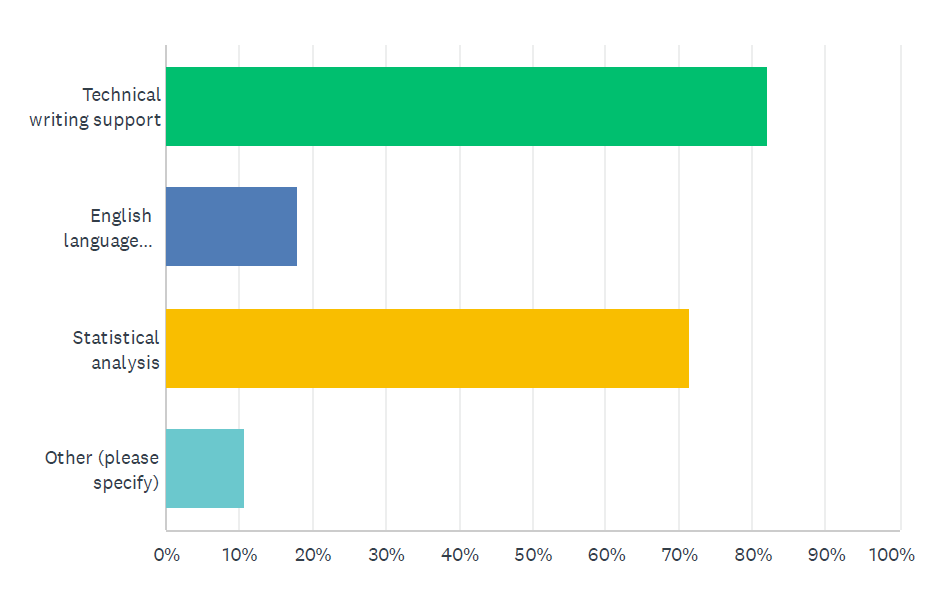 Technical
writing support
English
language...
Statistical
analysis
Other (please
specify)
0% 10% 20% 30% 40% 50% 60% 70% 80% 90% 100%